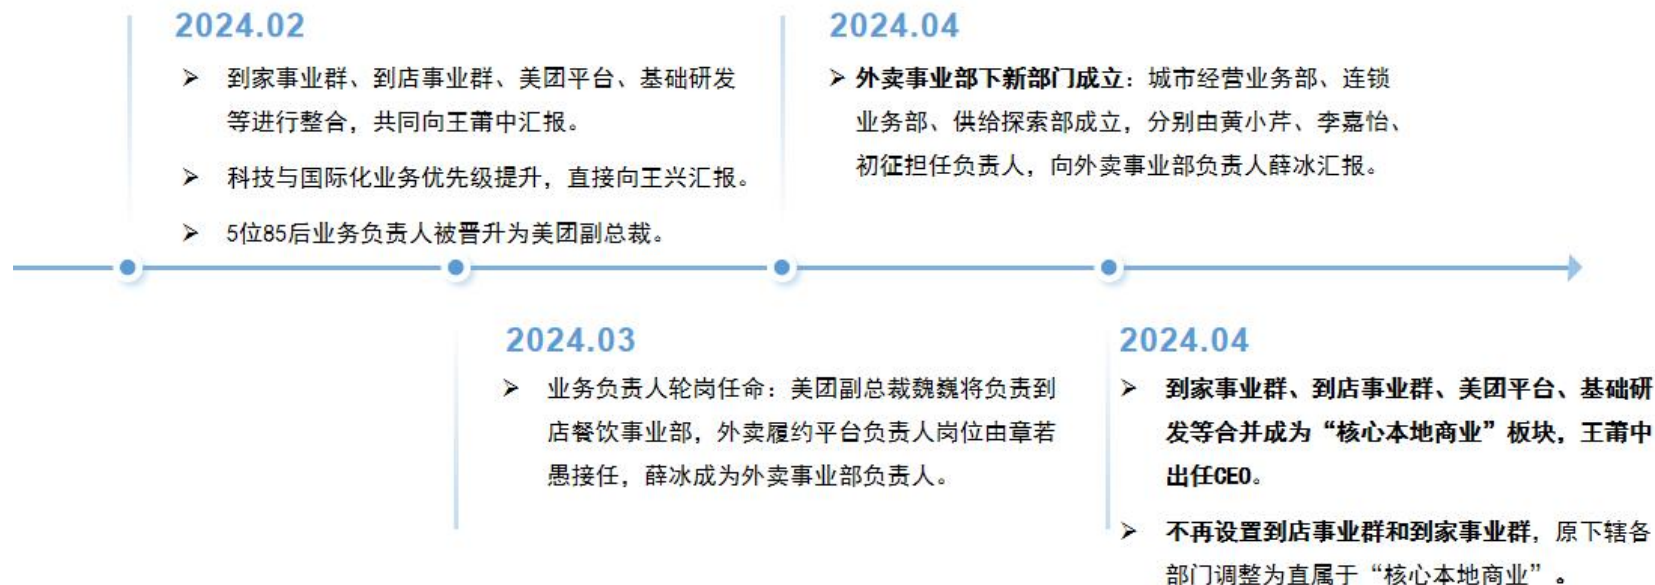 2024.02
➢ 到家事业群、到店事业群、美团平台、基础研发
等进行整合，共同向王莆中汇报。
➢ 科技与国际化业务优先级提升，直接向王兴汇报。
➢ 5位85后业务负责人被晋升为美团副总裁。
2024.03
➢ 业务负责人轮岗任命：美团副总裁魏巍将负责到
店餐饮事业部，外卖履约平台负责人岗位由章若
愚接任，薛冰成为外卖事业部负责人。
2024.04
➢ 外卖事业部下新部门成立：城市经营业务部、连锁
业务部、供给探索部成立，分别由黄小芹、李嘉怡、
初征担任负责人，向外卖事业部负责人薛冰汇报。
2024.04
➢ 到家事业群、到店事业群、美团平台、基础研
发等合并成为“核心本地商业”板块，王莆中
出任CEO。
➢ 不再设置到店事业群和到家事业群，原下辖各
部门调整为直属于“核心本地商业”。